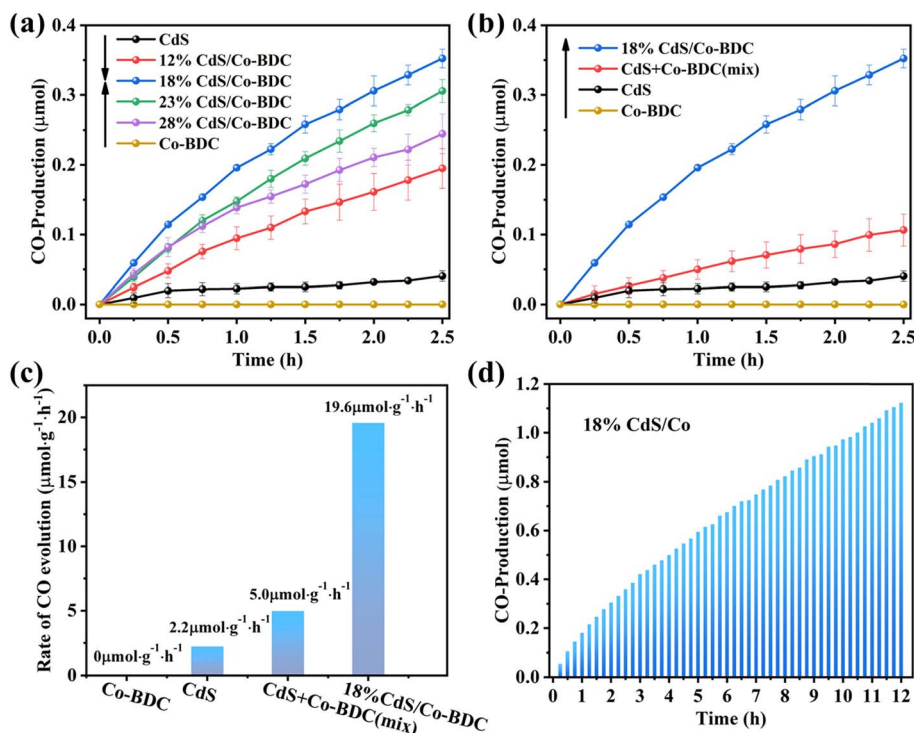 (a)
CdS
12% CdS/Co-BDC
18% CdS/Co-BDC
23% CdS/Co-BDC
28% CdS/Co-BDC
Co-BDC
CO-Production (μmol)
0.4
0.3
0.2
0.1
0.0
0.0 0.5 1.0 1.5 2.0 2.5
Time (h)
(b)
18% CdS/Co-BDC
CdS+Co-BDC(mix)
CdS
Co-BDC
CO-Production (μmol)
0.4
0.3
0.2
0.1
0.0
0.0 0.5 1.0 1.5 2.0 2.5
Time (h)
(c)
Rate of CO evolution (μmol·g⁻¹·h⁻¹)
20
15
10
5
0
0μmol·g⁻¹·h⁻¹
2.2μmol·g⁻¹·h⁻¹
5.0μmol·g⁻¹·h⁻¹
19.6μmol·g⁻¹·h⁻¹
Co-BDC
CdS
CdS+Co-BDC(mix)
18%CdS/Co-BDC
(d)
18% CdS/Co
CO-Production (μmol)
1.2
1.0
0.8
0.6
0.4
0.2
0.0
0 1 2 3 4 5 6 7 8 9 10 11 12
Time (h)